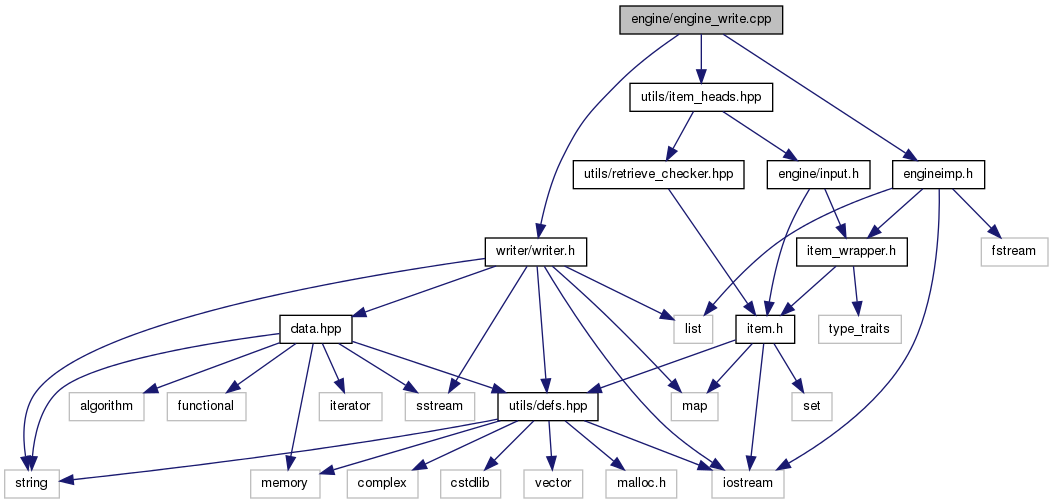 engine/engine_write.cpp
utils/item_heads.hpp
utils/retrieve_checker.hpp
engine/input.h
engineimp.h
writer/writer.h
item_wrapper.h
fstream
data.hpp
list
item.h
type_traits
algorithm
functional
iterator
sstream
utils/defs.hpp
map
set
string
memory
complex
cstdlib
vector
malloc.h
iostream